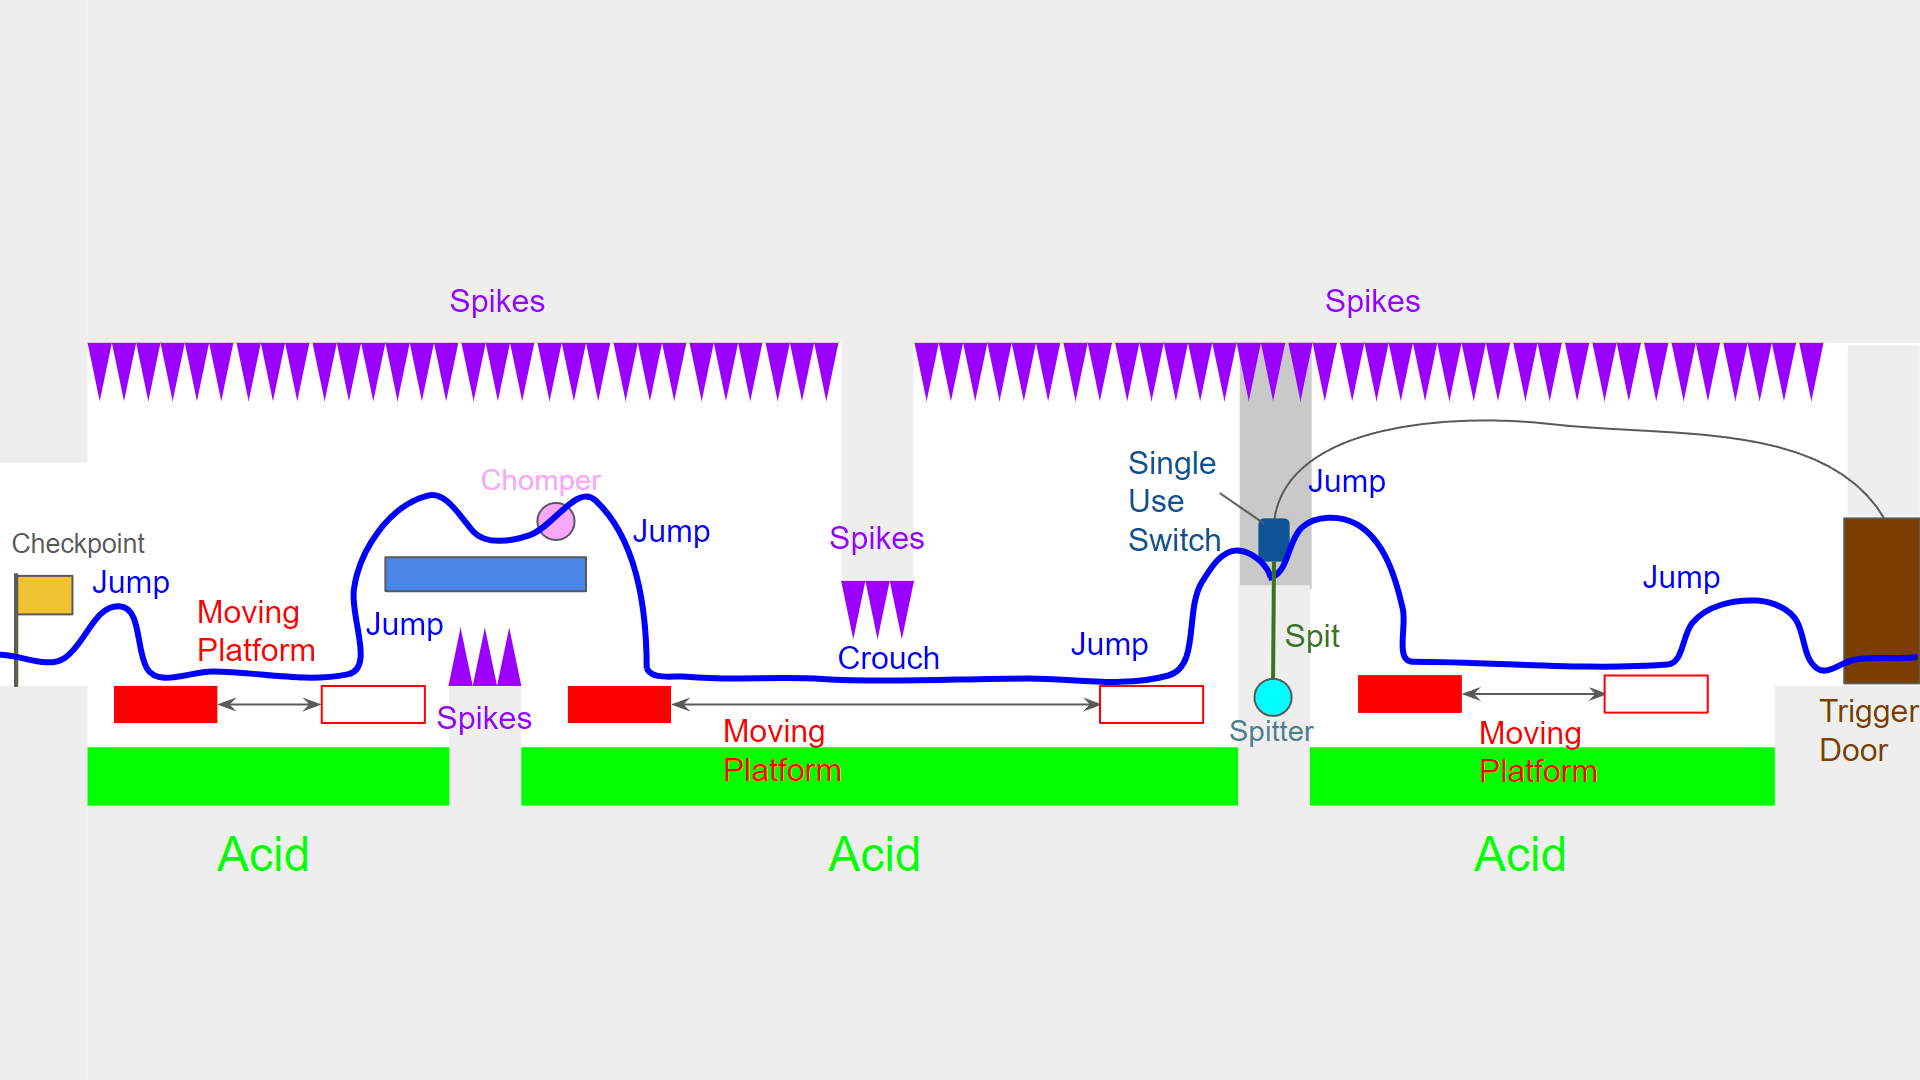 Spikes
Spikes
Single
Use
Switch
Chomper
Jump
Jump
Spikes
Checkpoint
Jump
Moving
Platform
Jump
Jump
Spit
Crouch
Jump
Spikes
Moving
Platform
Spitter
Moving
Platform
Trigger
Door
Acid
Acid
Acid